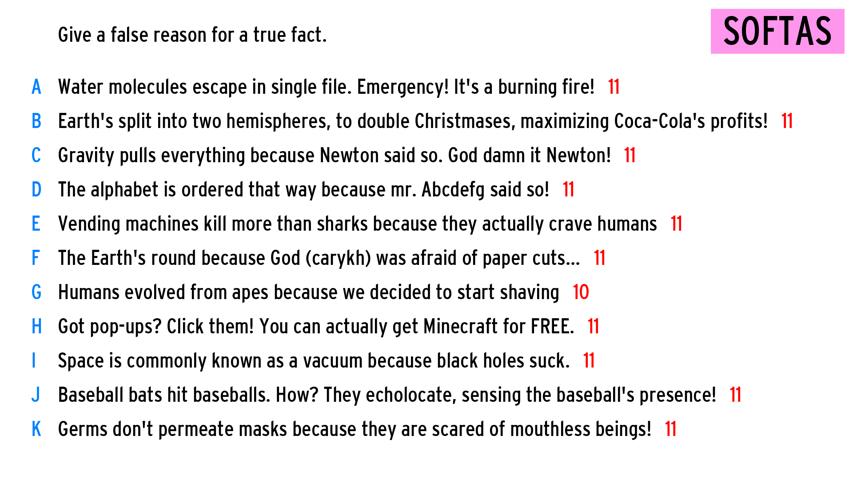 Give a false reason for a true fact.
SOFTAS
A Water molecules escape in single file. Emergency! It's a burning fire! 11
B Earth's split into two hemispheres, to double Christmases, maximizing Coca-Cola's profits! 11
C Gravity pulls everything because Newton said so. God damn it Newton! 11
D The alphabet is ordered that way because mr. Abcdefg said so! 11
E Vending machines kill more than sharks because they actually crave humans 11
F The Earth's round because God (carykh) was afraid of paper cuts... 11
G Humans evolved from apes because we decided to start shaving 10
H Got pop-ups? Click them! You can actually get Minecraft for FREE. 11
I Space is commonly known as a vacuum because black holes suck. 11
J Baseball bats hit baseballs. How? They echolocate, sensing the baseball's presence! 11
K Germs don't permeate masks because they are scared of mouthless beings! 11